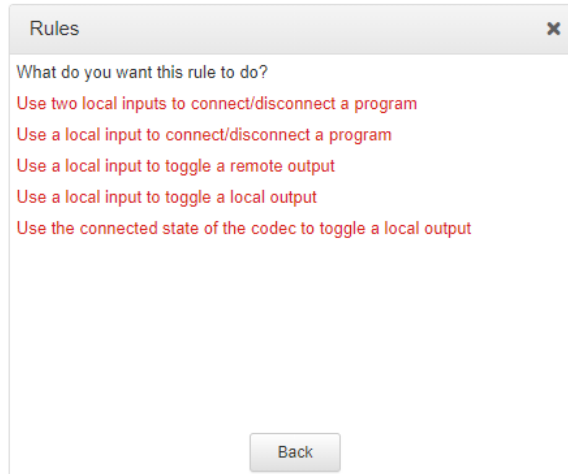 Rules
What do you want this rule to do?
Use two local inputs to connect/disconnect a program
Use a local input to connect/disconnect a program
Use a local input to toggle a remote output
Use a local input to toggle a local output
Use the connected state of the codec to toggle a local output
Back